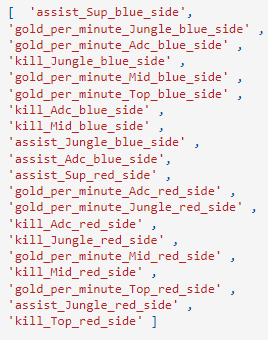 [  'assist_Sup_blue_side',
'gold_per_minute_Jungle_blue_side' ,
'gold_per_minute_Adc_blue_side' ,
'kill_Jungle_blue_side' ,
'gold_per_minute_Mid_blue_side' ,
'gold_per_minute_Top_blue_side' ,
'kill_Adc_blue_side' ,
'kill_Mid_blue_side' ,
'assist_Jungle_blue_side' ,
'assist_Adc_blue_side',
'assist_Sup_red_side' ,
'gold_per_minute_Adc_red_side' ,
'gold_per_minute_Jungle_red_side' ,
'kill_Adc_red_side' ,
'kill_Jungle_red_side' ,
'gold_per_minute_Mid_red_side' ,
'kill_Mid_red_side' ,
'gold_per_minute_Top_red_side' ,
'assist_Jungle_red_side' ,
'kill_Top_red_side' ]